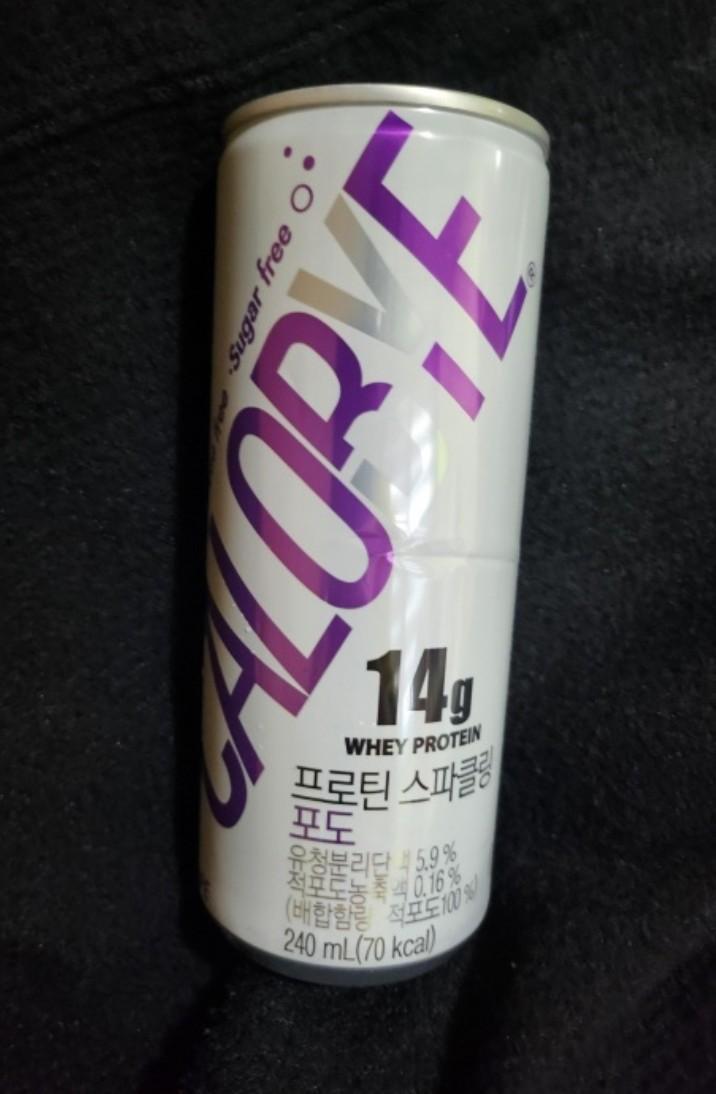 ·Sugar free
CALOBYE®
14g
WHEY PROTEIN
프로틴 스파클링
포도
유청분리단 액 5.9 %
적포도농축액 0.16 %
(배합함량 적포도100 %)
240 mL(70 kcal)